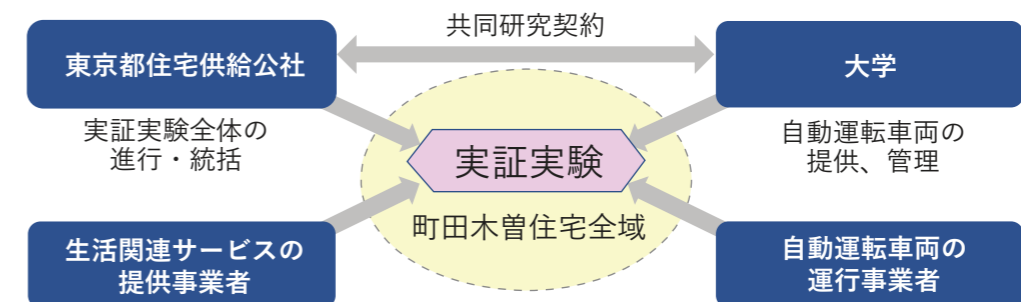 共同研究契約
東京都住宅供給公社
大学
実証実験全体の
進行・統括
自動運転車両の
提供、管理
実証実験
町田木曽住宅全域
生活関連サービスの
提供事業者
自動運転車両の
運行事業者